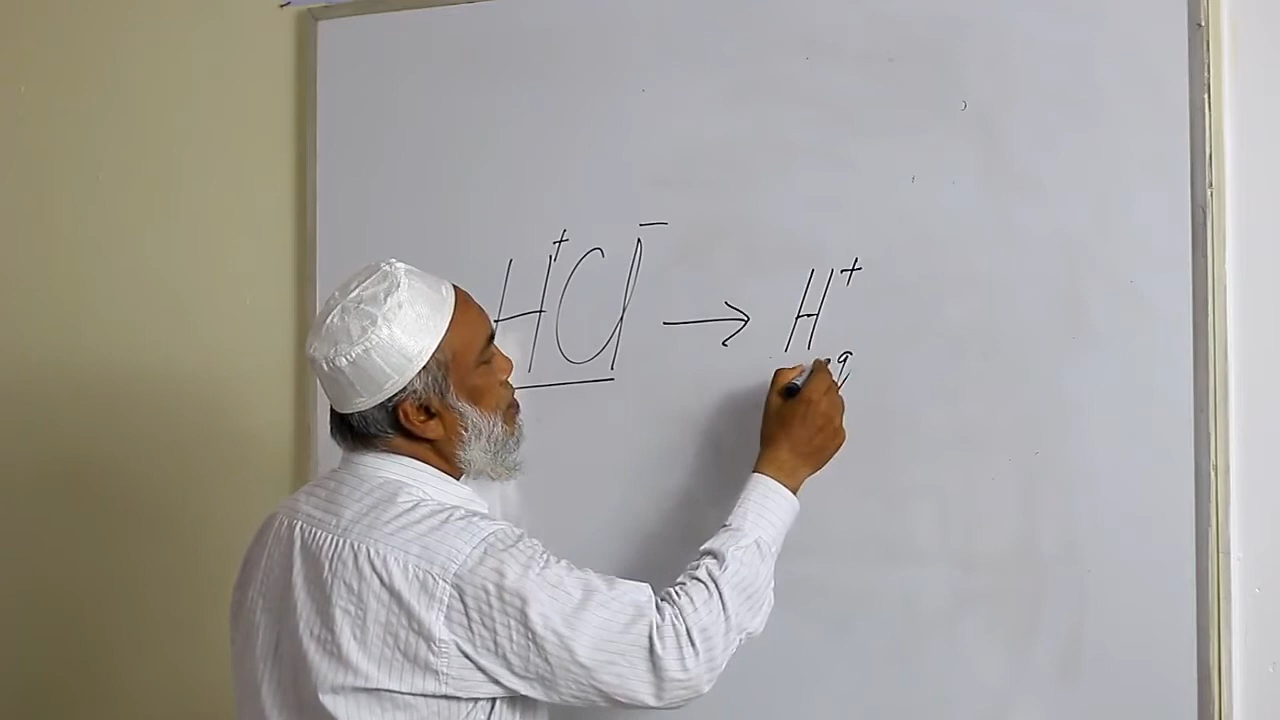 H⁺Cl⁻ → H⁺
aq